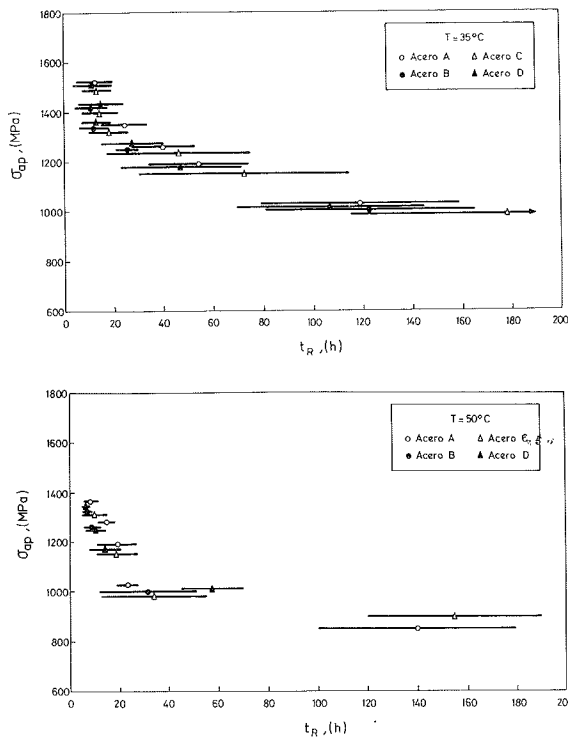 T = 35°C
○ Acero A △ Acero C
● Acero B ▲ Acero D
1800
1600
1400
1200
1000
800
600
σap, (MPa)
0 20 40 60 80 100 120 140 160 180 200
tR, (h)
T = 50°C
○ Acero A △
● Acero B ▲ Acero D
1800
1600
1400
1200
1000
800
600
σap, (MPa)
0 20 40 60 80 100 120 140 160 180 20
tR, (h)